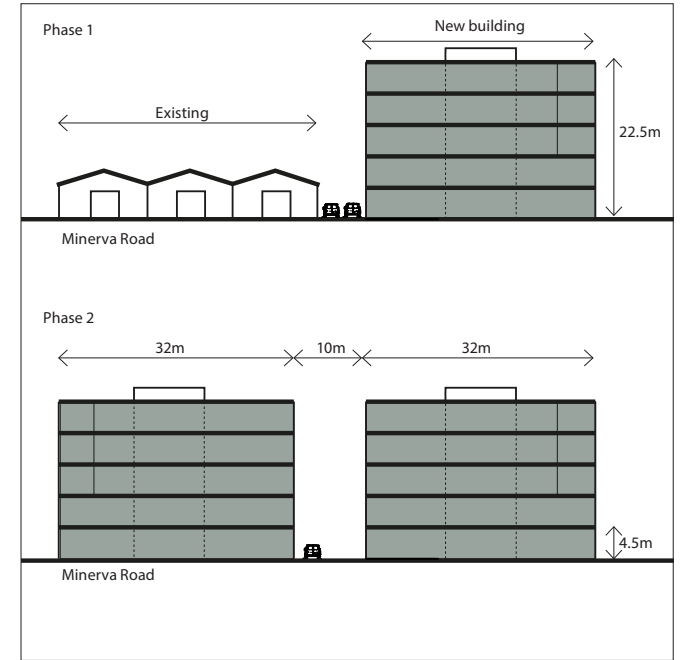 Phase 1
New building
Existing
22.5m
Minerva Road
Phase 2
32m
10m
32m
4.5m
Minerva Road